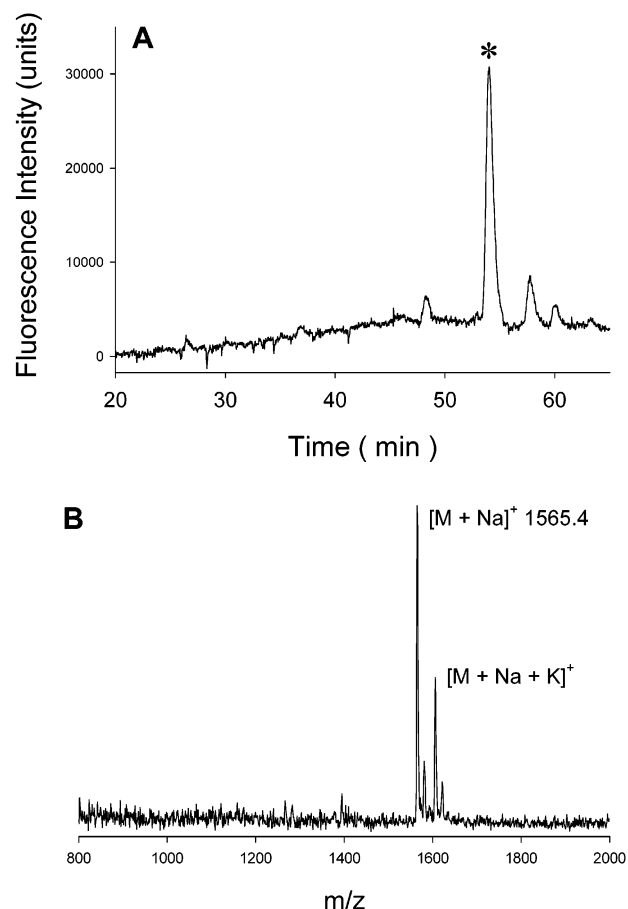 A
*
Fluorescence Intensity (units)
30000
20000
10000
0
20 30 40 50 60
Time ( min )
B
[M + Na]+ 1565.4
[M + Na + K]+
800 1000 1200 1400 1600 1800 2000
m/z